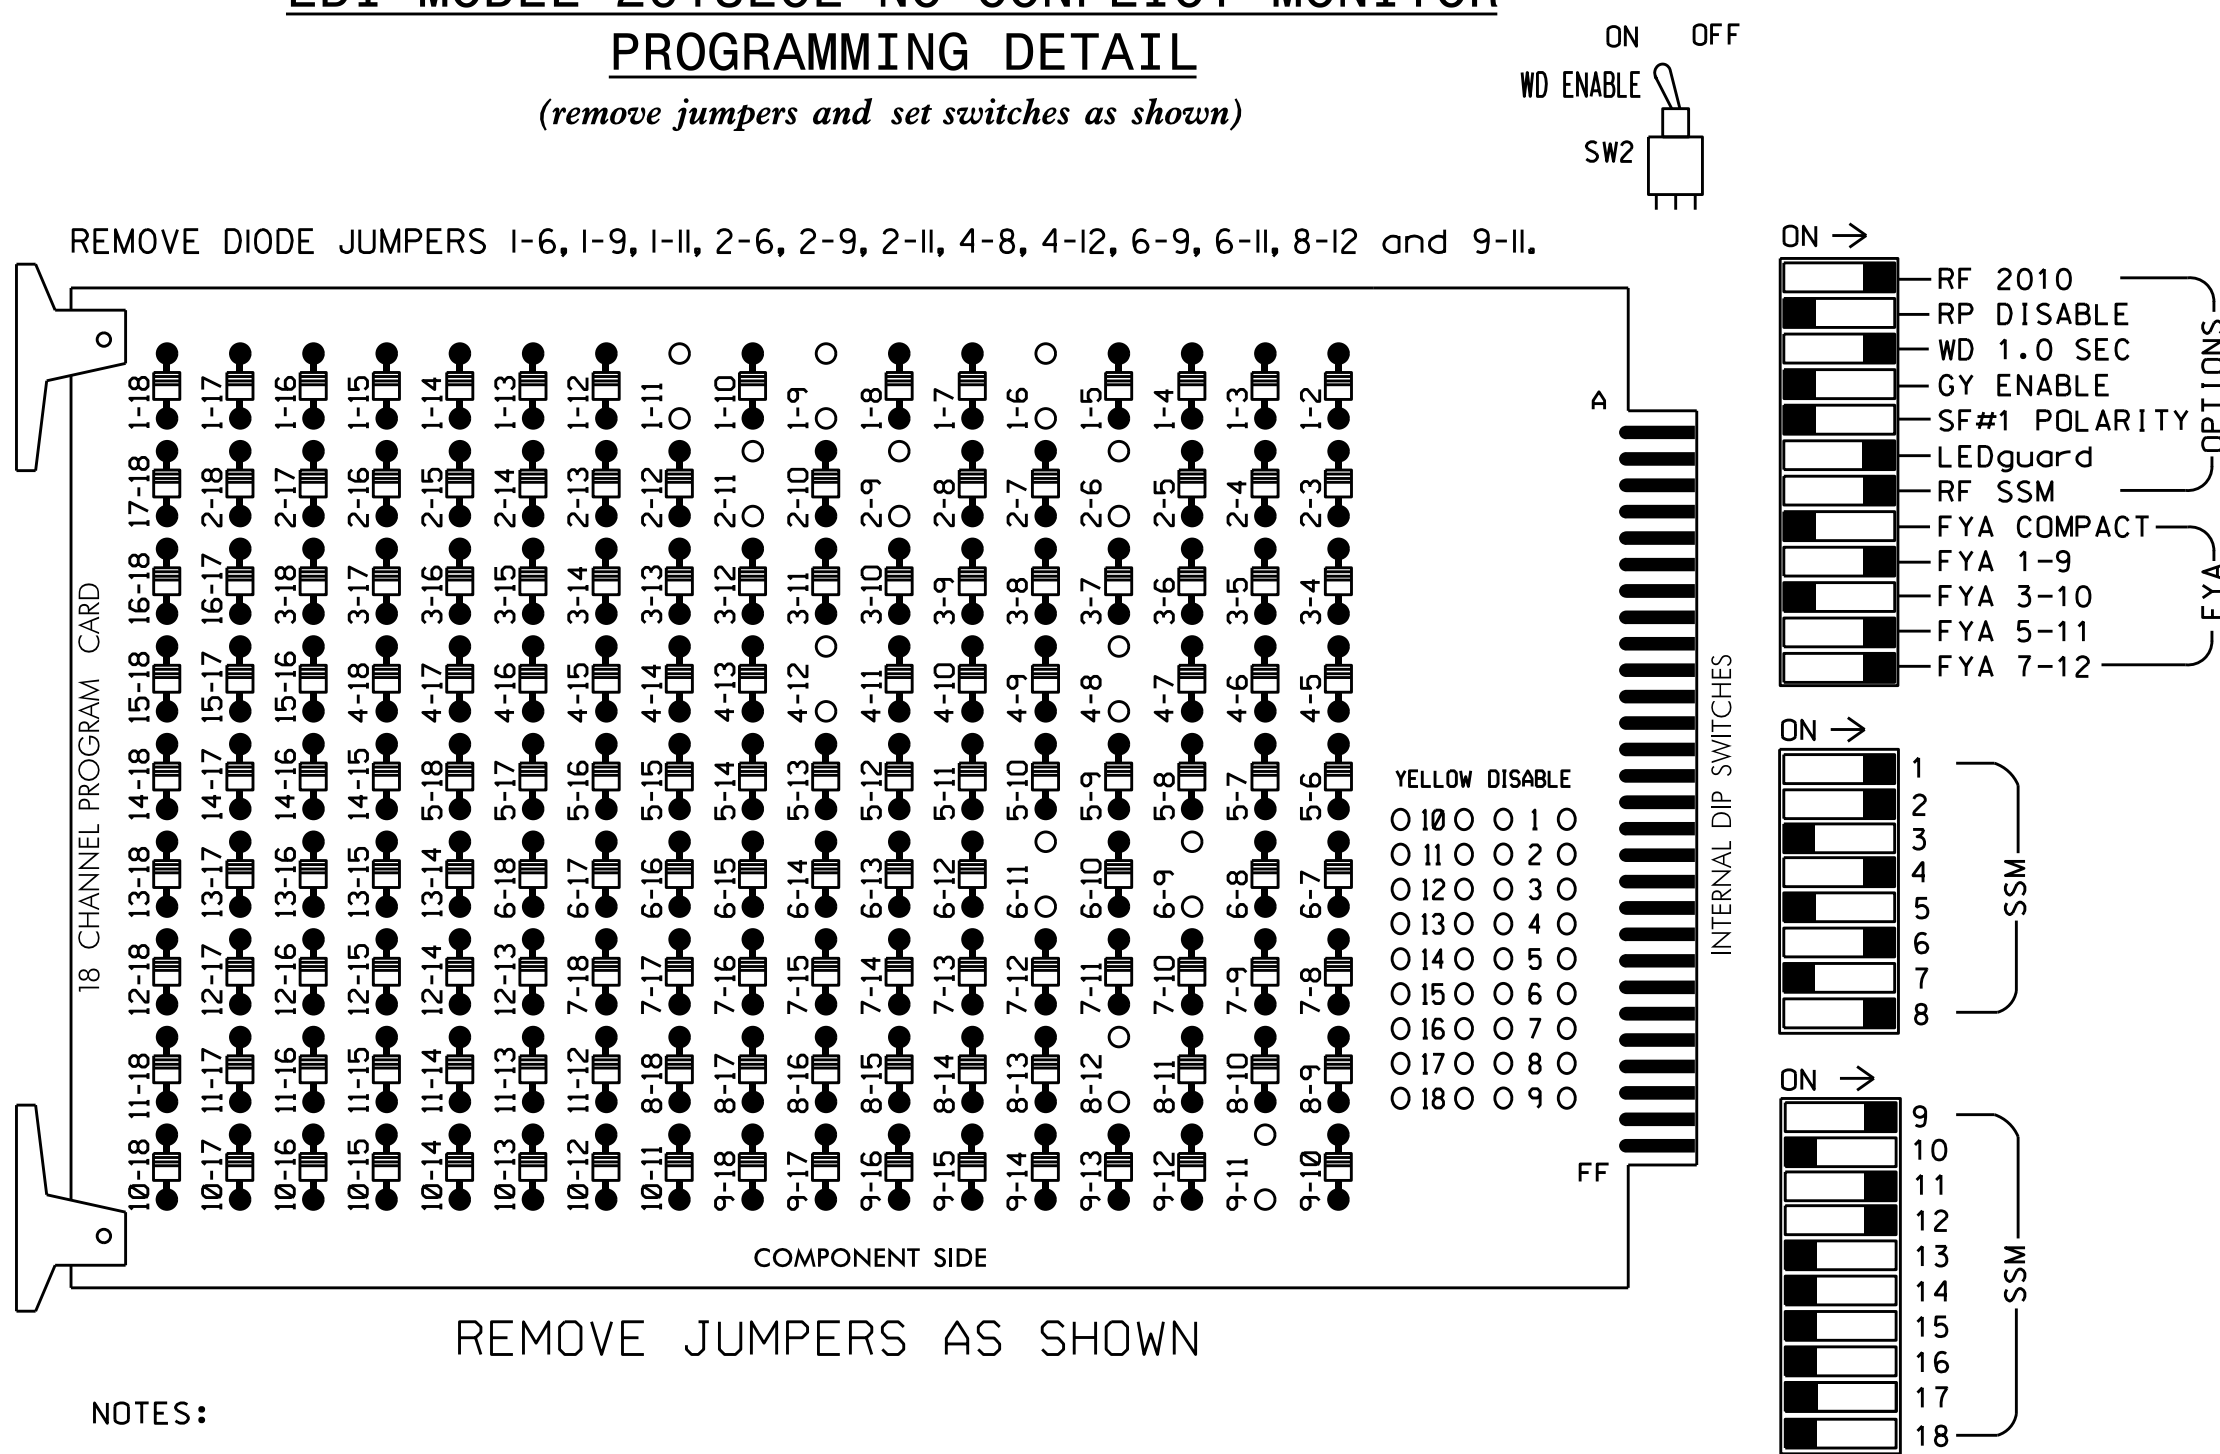 PROGRAMMING DETAIL
(remove jumpers and set switches as shown)
ON OFF
WD ENABLE
SW2
REMOVE DIODE JUMPERS 1-6, 1-9, 1-11, 2-6, 2-9, 2-11, 4-8, 4-12, 6-9, 6-11, 8-12 and 9-11.
18 CHANNEL PROGRAM CARD
1-18 1-17 1-16 1-15 1-14 1-13 1-12 1-11 1-10 1-9 1-8 1-7 1-6 1-5 1-4 1-3 1-2
17-18 2-18 2-17 2-16 2-15 2-14 2-13 2-12 2-11 2-10 2-9 2-8 2-7 2-6 2-5 2-4 2-3
16-18 16-17 3-18 3-17 3-16 3-15 3-14 3-13 3-12 3-11 3-10 3-9 3-8 3-7 3-6 3-5 3-4
15-18 15-17 15-16 4-18 4-17 4-16 4-15 4-14 4-13 4-12 4-11 4-10 4-9 4-8 4-7 4-6 4-5
14-18 14-17 14-16 14-15 5-18 5-17 5-16 5-15 5-14 5-13 5-12 5-11 5-10 5-9 5-8 5-7 5-6
13-18 13-17 13-16 13-15 13-14 6-18 6-17 6-16 6-15 6-14 6-13 6-12 6-11 6-10 6-9 6-8 6-7
12-18 12-17 12-16 12-15 12-14 12-13 7-18 7-17 7-16 7-15 7-14 7-13 7-12 7-11 7-10 7-9 7-8
11-18 11-17 11-16 11-15 11-14 11-13 11-12 8-18 8-17 8-16 8-15 8-14 8-13 8-12 8-11 8-10 8-9
10-18 10-17 10-16 10-15 10-14 10-13 10-12 10-11 9-18 9-17 9-16 9-15 9-14 9-13 9-12 9-11 9-10
YELLOW DISABLE
10 1
11 2
12 3
13 4
14 5
15 6
16 7
17 8
18 9
A
FF
COMPONENT SIDE
INTERNAL DIP SWITCHES
ON →
RF 2010
RP DISABLE
WD 1.0 SEC
GY ENABLE
SF#1 POLARITY
LEDguard
RF SSM
OPTIONS
FYA COMPACT
FYA 1-9
FYA 3-10
FYA 5-11
FYA 7-12
FYA
ON →
1
2
3
4
5
6
7
8
SSM
ON →
9
10
11
12
13
14
15
16
17
18
SSM
REMOVE JUMPERS AS SHOWN
NOTES: